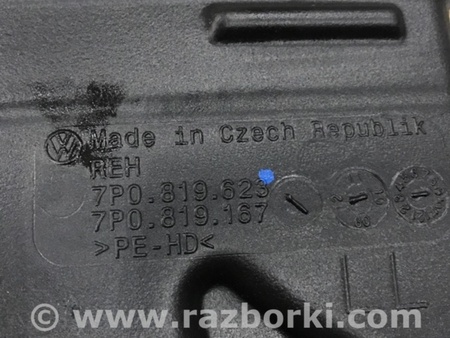 Made in Czech Republik
REH
7P0.819.623
7P0.819.167
>PE-HD<
www.razborki.com